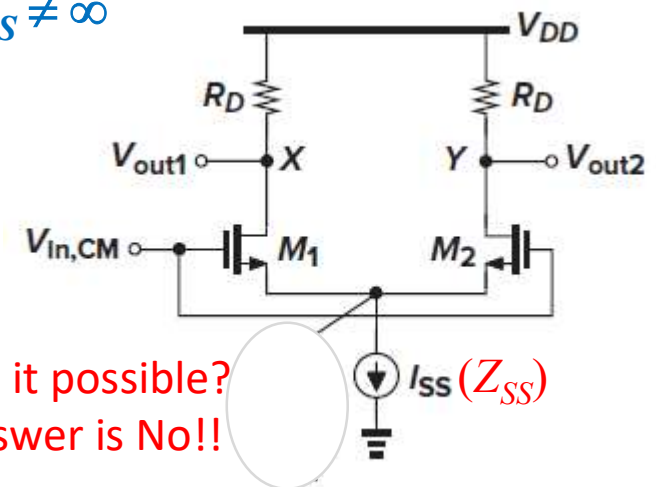 s ≠ ∞
V_DD
R_D R_D
V_out1 X Y V_out2
V_in,CM M_1 M_2
it possible? I_SS (Z_SS)
swer is No!!